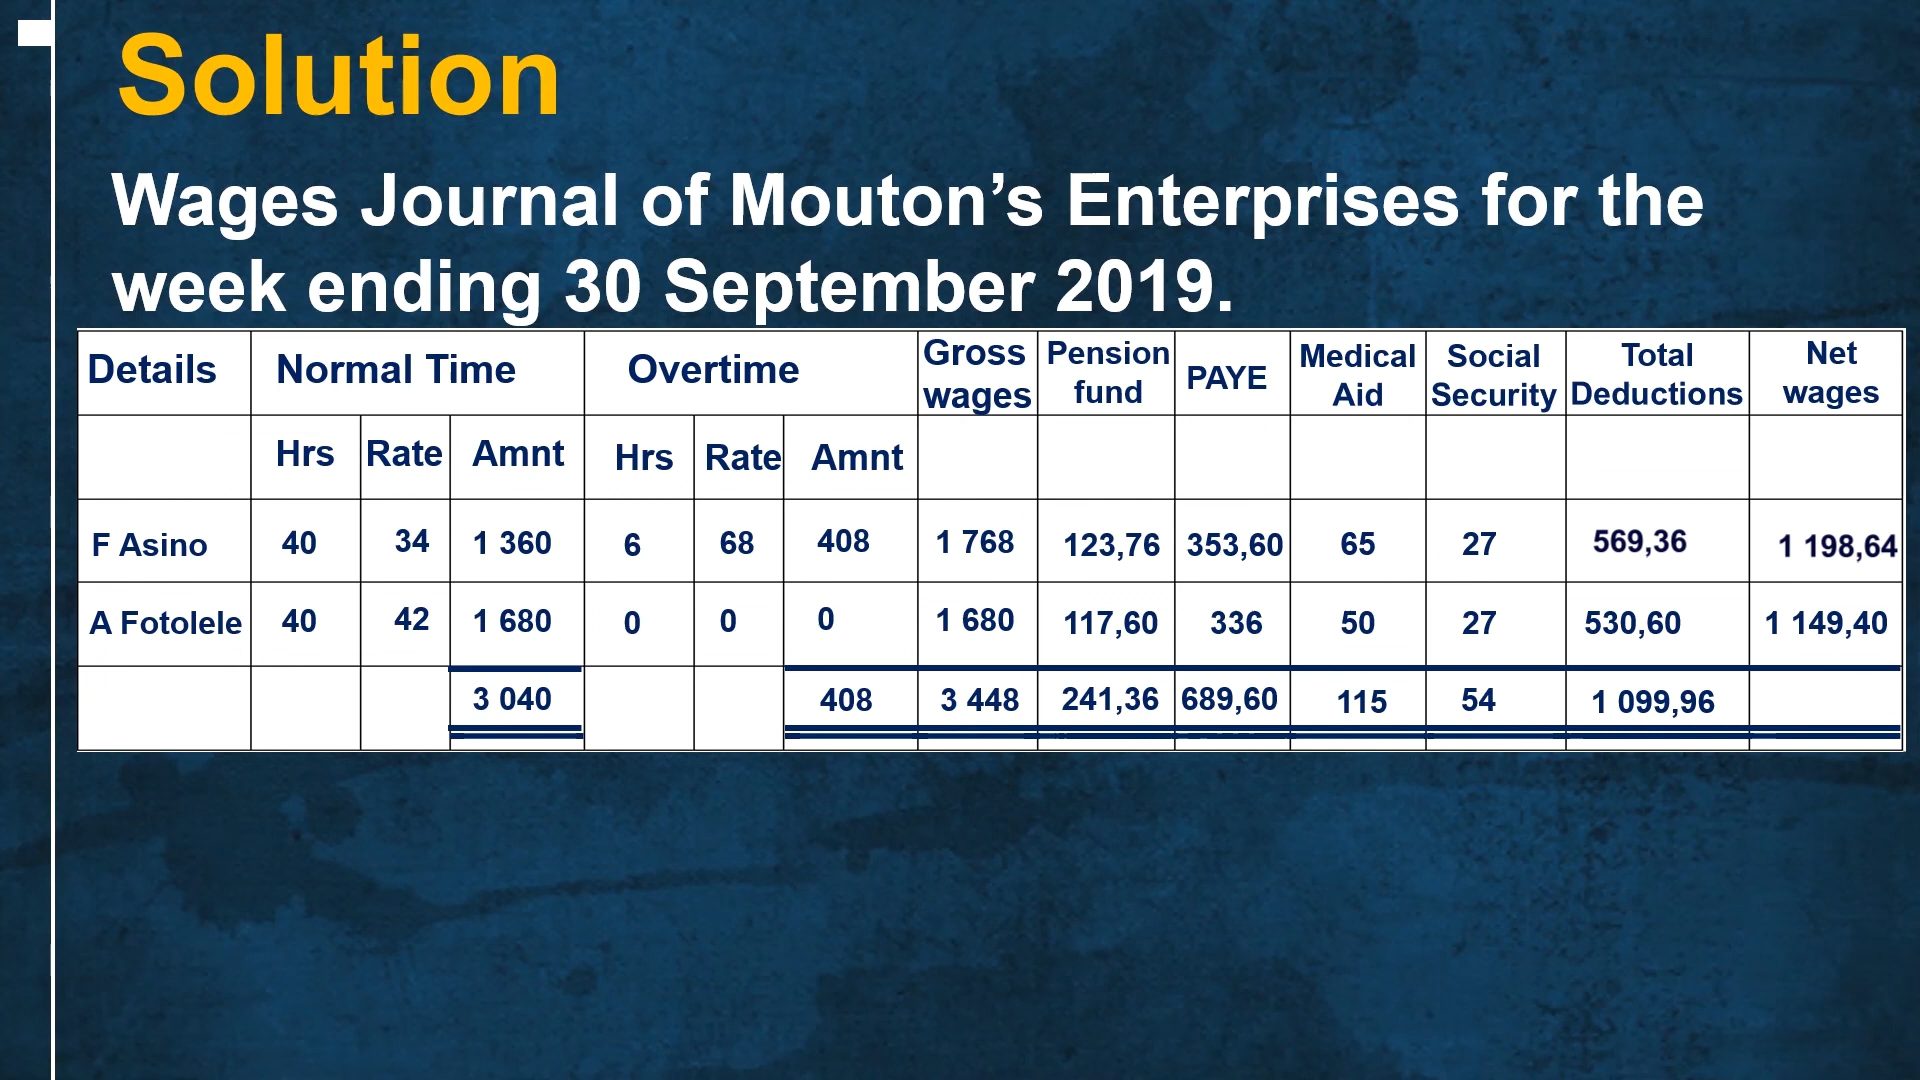 Solution
Wages Journal of Mouton’s Enterprises for the
week ending 30 September 2019.
Details Normal Time Overtime Gross wages Pension fund PAYE Medical Aid Social Security Total Deductions Net wages
Hrs Rate Amnt Hrs Rate Amnt
F Asino 40 34 1 360 6 68 408 1 768 123,76 353,60 65 27 569,36 1 198,64
A Fotolele 40 42 1 680 0 0 0 1 680 117,60 336 50 27 530,60 1 149,40
3 040 408 3 448 241,36 689,60 115 54 1 099,96